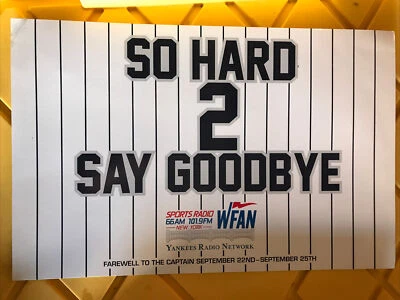 SO HARD
2
SAY GOODBYE
SPORTS RADIO
66AM 101.9FM
NEW YORK
WFAN
YANKEES RADIO NETWORK
FAREWELL TO THE CAPTAIN SEPTEMBER 22ND-SEPTEMBER 25TH